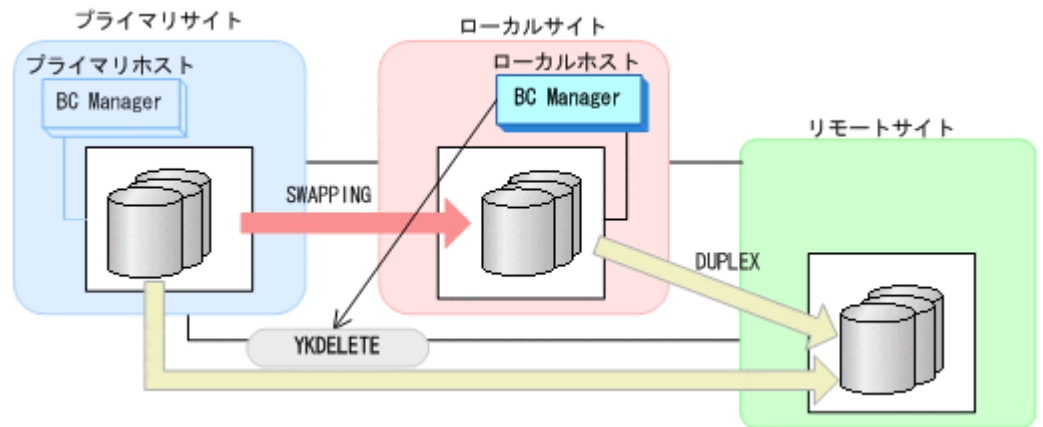 プライマリサイト
ローカルサイト
プライマリホスト
ローカルホスト
BC Manager
BC Manager
リモートサイト
SWAPPING
DUPLEX
YKDELETE